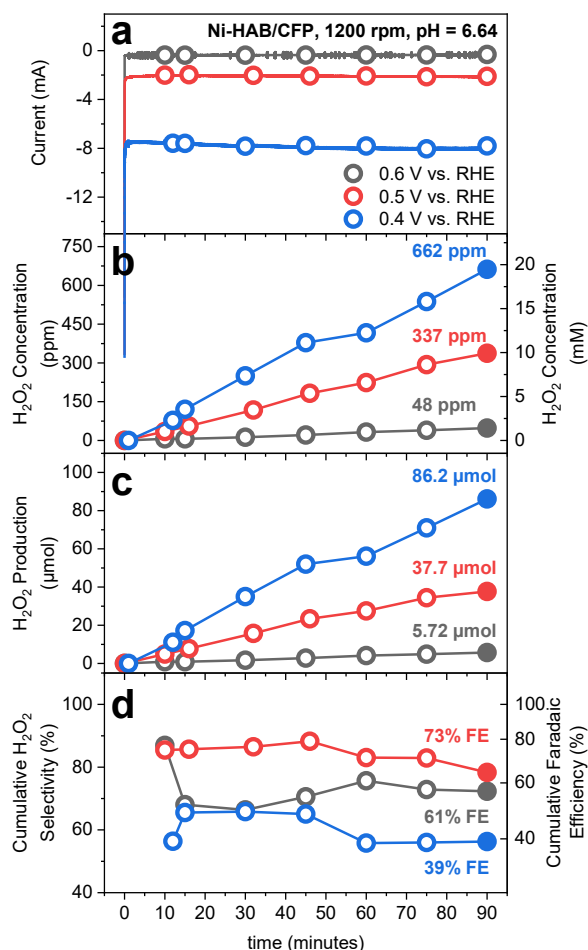 a
Ni-HAB/CFP, 1200 rpm, pH = 6.64
0
-4
-8
-12
Current (mA)
0.6 V vs. RHE
0.5 V vs. RHE
0.4 V vs. RHE
b
750
600
450
300
150
0
H₂O₂ Concentration
(ppm)
662 ppm
337 ppm
48 ppm
20
15
10
5
0
H₂O₂ Concentration
(mM)
c
100
80
60
40
20
0
H₂O₂ Production
(µmol)
86.2 µmol
37.7 µmol
5.72 µmol
d
100
80
60
40
Cumulative H₂O₂
Selectivity (%)
73% FE
61% FE
39% FE
100
80
60
40
Cumulative Faradaic
Efficiency (%)
0 10 20 30 40 50 60 70 80 90
time (minutes)